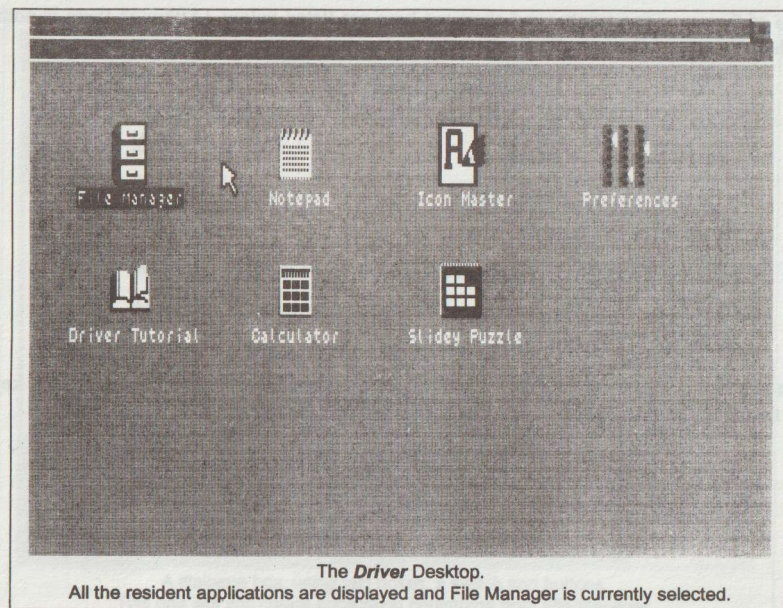 File Manager Notepad Icon Master Preferences
Driver Tutorial Calculator Slidey Puzzle
The Driver Desktop.
All the resident applications are displayed and File Manager is currently selected.